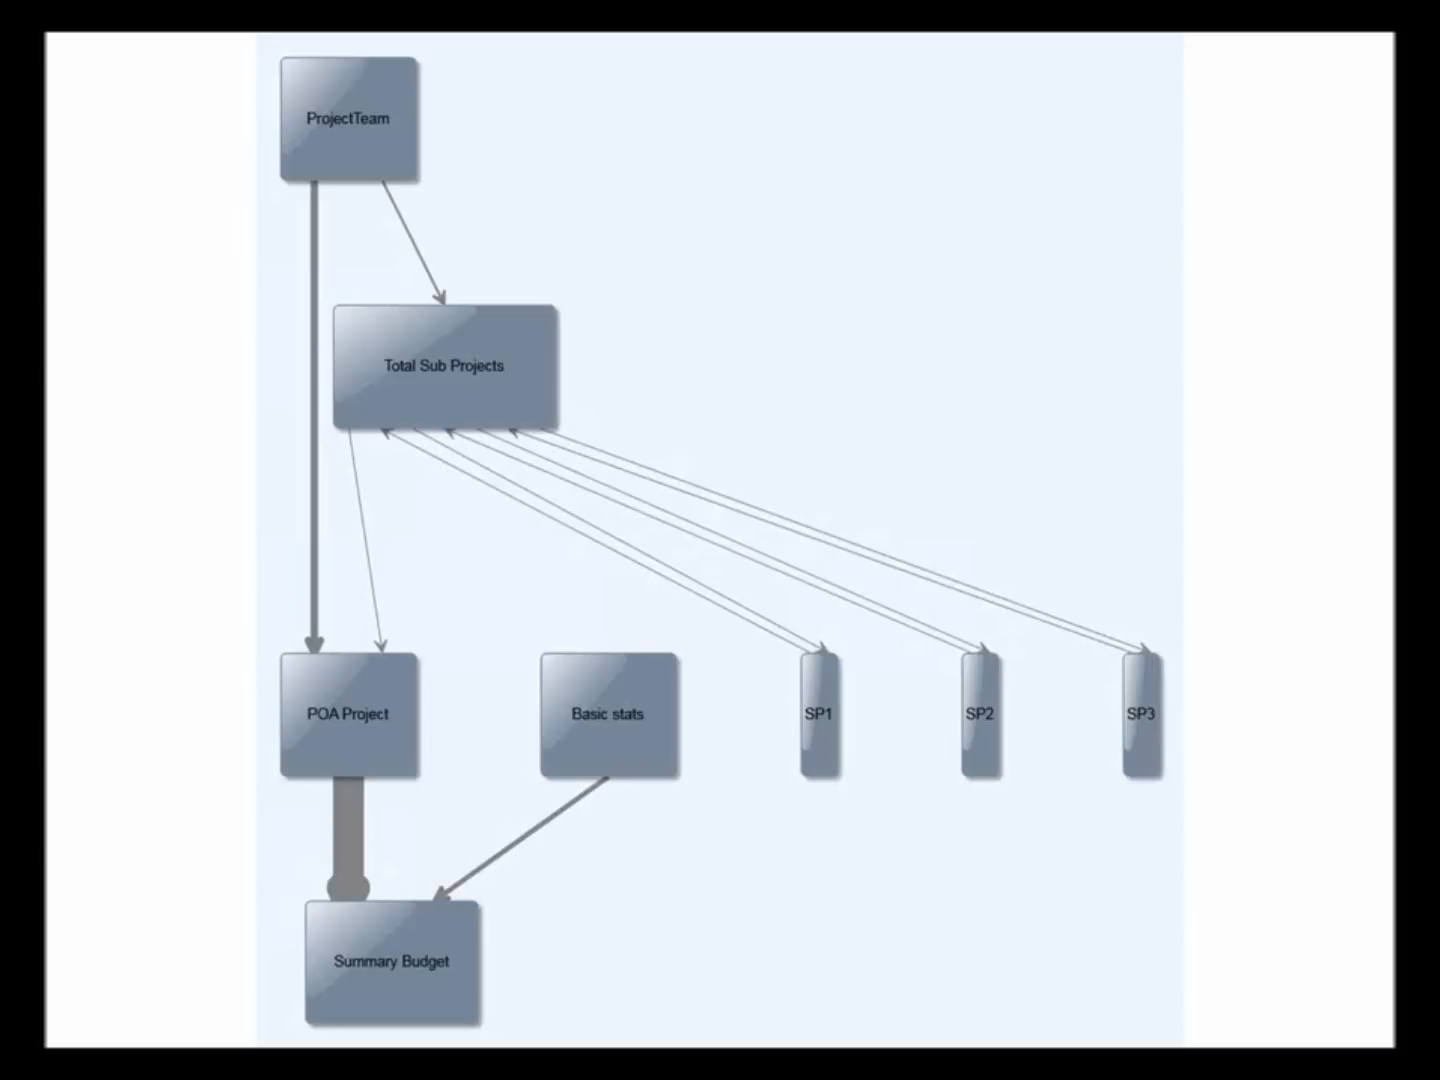 ProjectTeam
Total Sub Projects
POA Project
Basic stats
SP1
SP2
SP3
Summary Budget